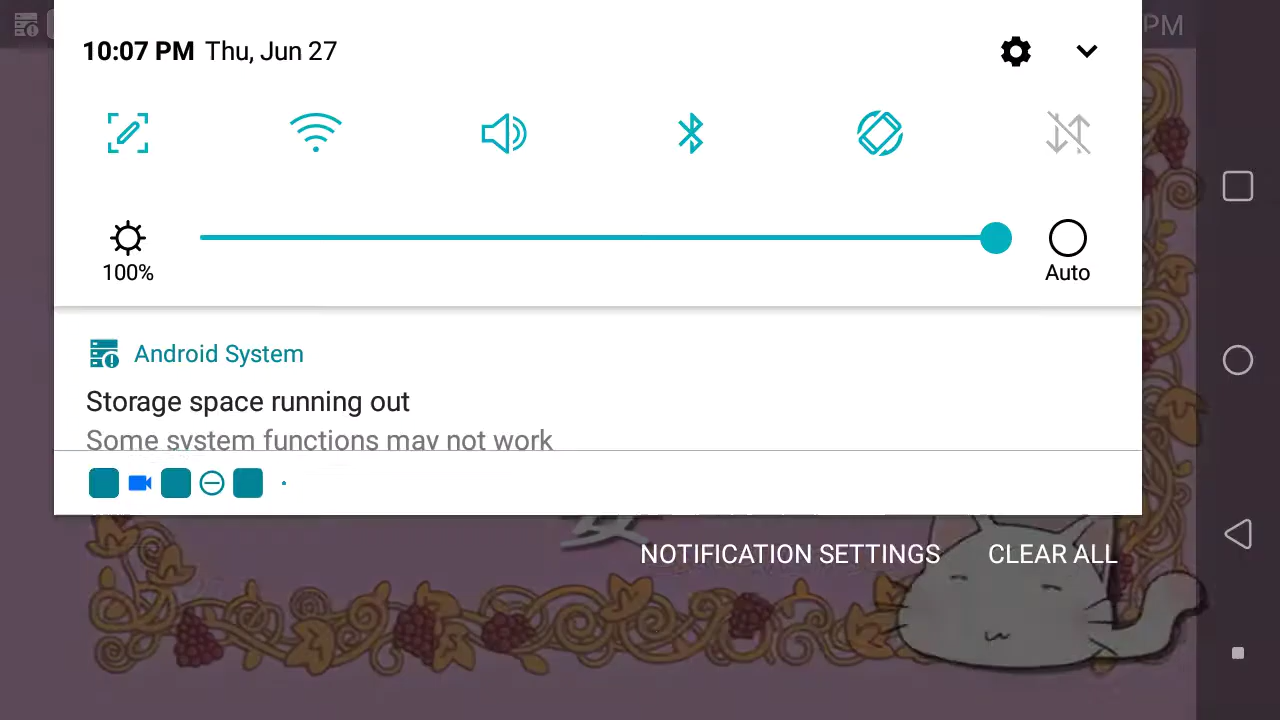 PM
10:07 PM Thu, Jun 27
100%
Auto
Android System
Storage space running out
Some system functions may not work
NOTIFICATION SETTINGS
CLEAR ALL